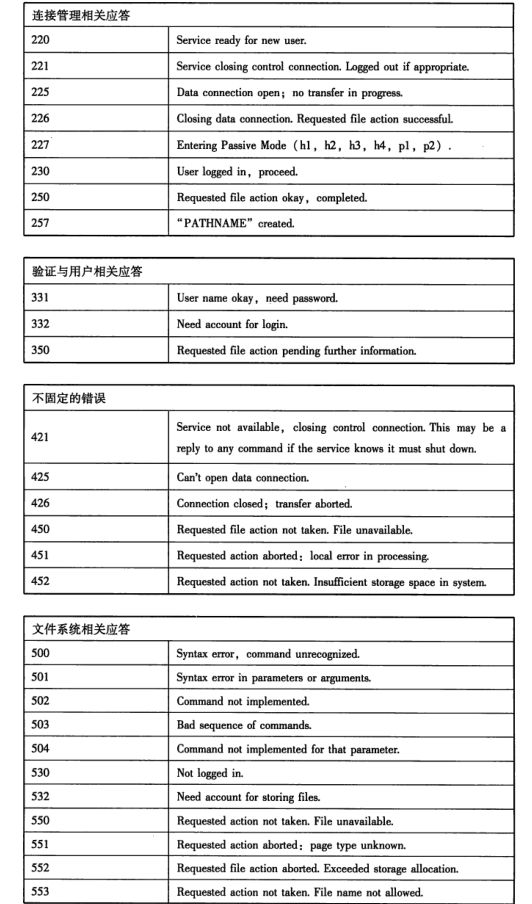 连接管理相关应答
220 Service ready for new user.
221 Service closing control connection. Logged out if appropriate.
225 Data connection open；no transfer in progress.
226 Closing data connection. Requested file action successful.
227 Entering Passive Mode（h1，h2，h3，h4，p1，p2）.
230 User logged in，proceed.
250 Requested file action okay，completed.
257 “PATHNAME” created.
验证与用户相关应答
331 User name okay，need password.
332 Need account for login.
350 Requested file action pending further information.
不固定的错误
421 Service not available，closing control connection. This may be a
reply to any command if the service knows it must shut down.
425 Can't open data connection.
426 Connection closed；transfer aborted.
450 Requested file action not taken. File unavailable.
451 Requested action aborted：local error in processing.
452 Requested action not taken. Insufficient storage space in system.
文件系统相关应答
500 Syntax error，command unrecognized.
501 Syntax error in parameters or arguments.
502 Command not implemented.
503 Bad sequence of commands.
504 Command not implemented for that parameter.
530 Not logged in.
532 Need account for storing files.
550 Requested action not taken. File unavailable.
551 Requested action aborted：page type unknown.
552 Requested file action aborted. Exceeded storage allocation.
553 Requested action not taken. File name not allowed.